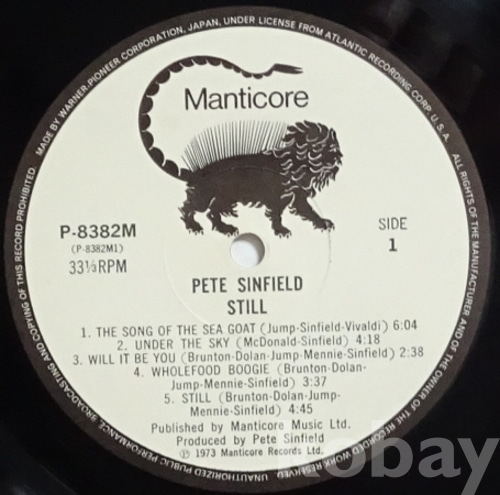 MADE BY WARNER-PIONEER CORPORATION, JAPAN, UNDER LICENSE FROM ATLANTIC RECORDING CORP. U.S.A. ALL RIGHTS OF THE MANUFACTURER AND OF THE OWNER OF THE RECORDED WORK RESERVED. UNAUTHORIZED PUBLIC PERFORMANCE, BROADCASTING AND COPYING OF THIS RECORD PROHIBITED.
Manticore
P-8382M
(P-8382M1)
33⅓RPM
SIDE
1
PETE SINFIELD
STILL
1. THE SONG OF THE SEA GOAT (Jump-Sinfield-Vivaldi) 6:04
2. UNDER THE SKY (McDonald-Sinfield) 4:18
3. WILL IT BE YOU (Brunton-Dolan-Jump-Mennie-Sinfield) 2:38
4. WHOLEFOOD BOOGIE (Brunton-Dolan-
Jump-Mennie-Sinfield) 3:37
5. STILL (Brunton-Dolan-Jump-
Mennie-Sinfield) 4:45
Published by Manticore Music Ltd.
Produced by Pete Sinfield
℗ 1973 Manticore Records Ltd.
Kobay